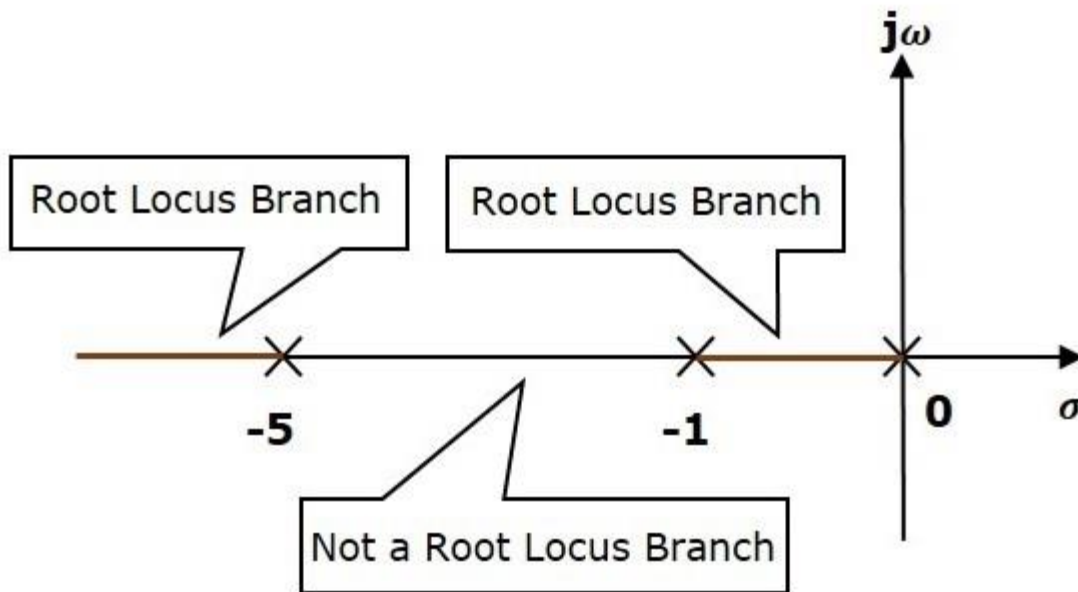 jω
Root Locus Branch
Root Locus Branch
-5
-1
0
σ
Not a Root Locus Branch